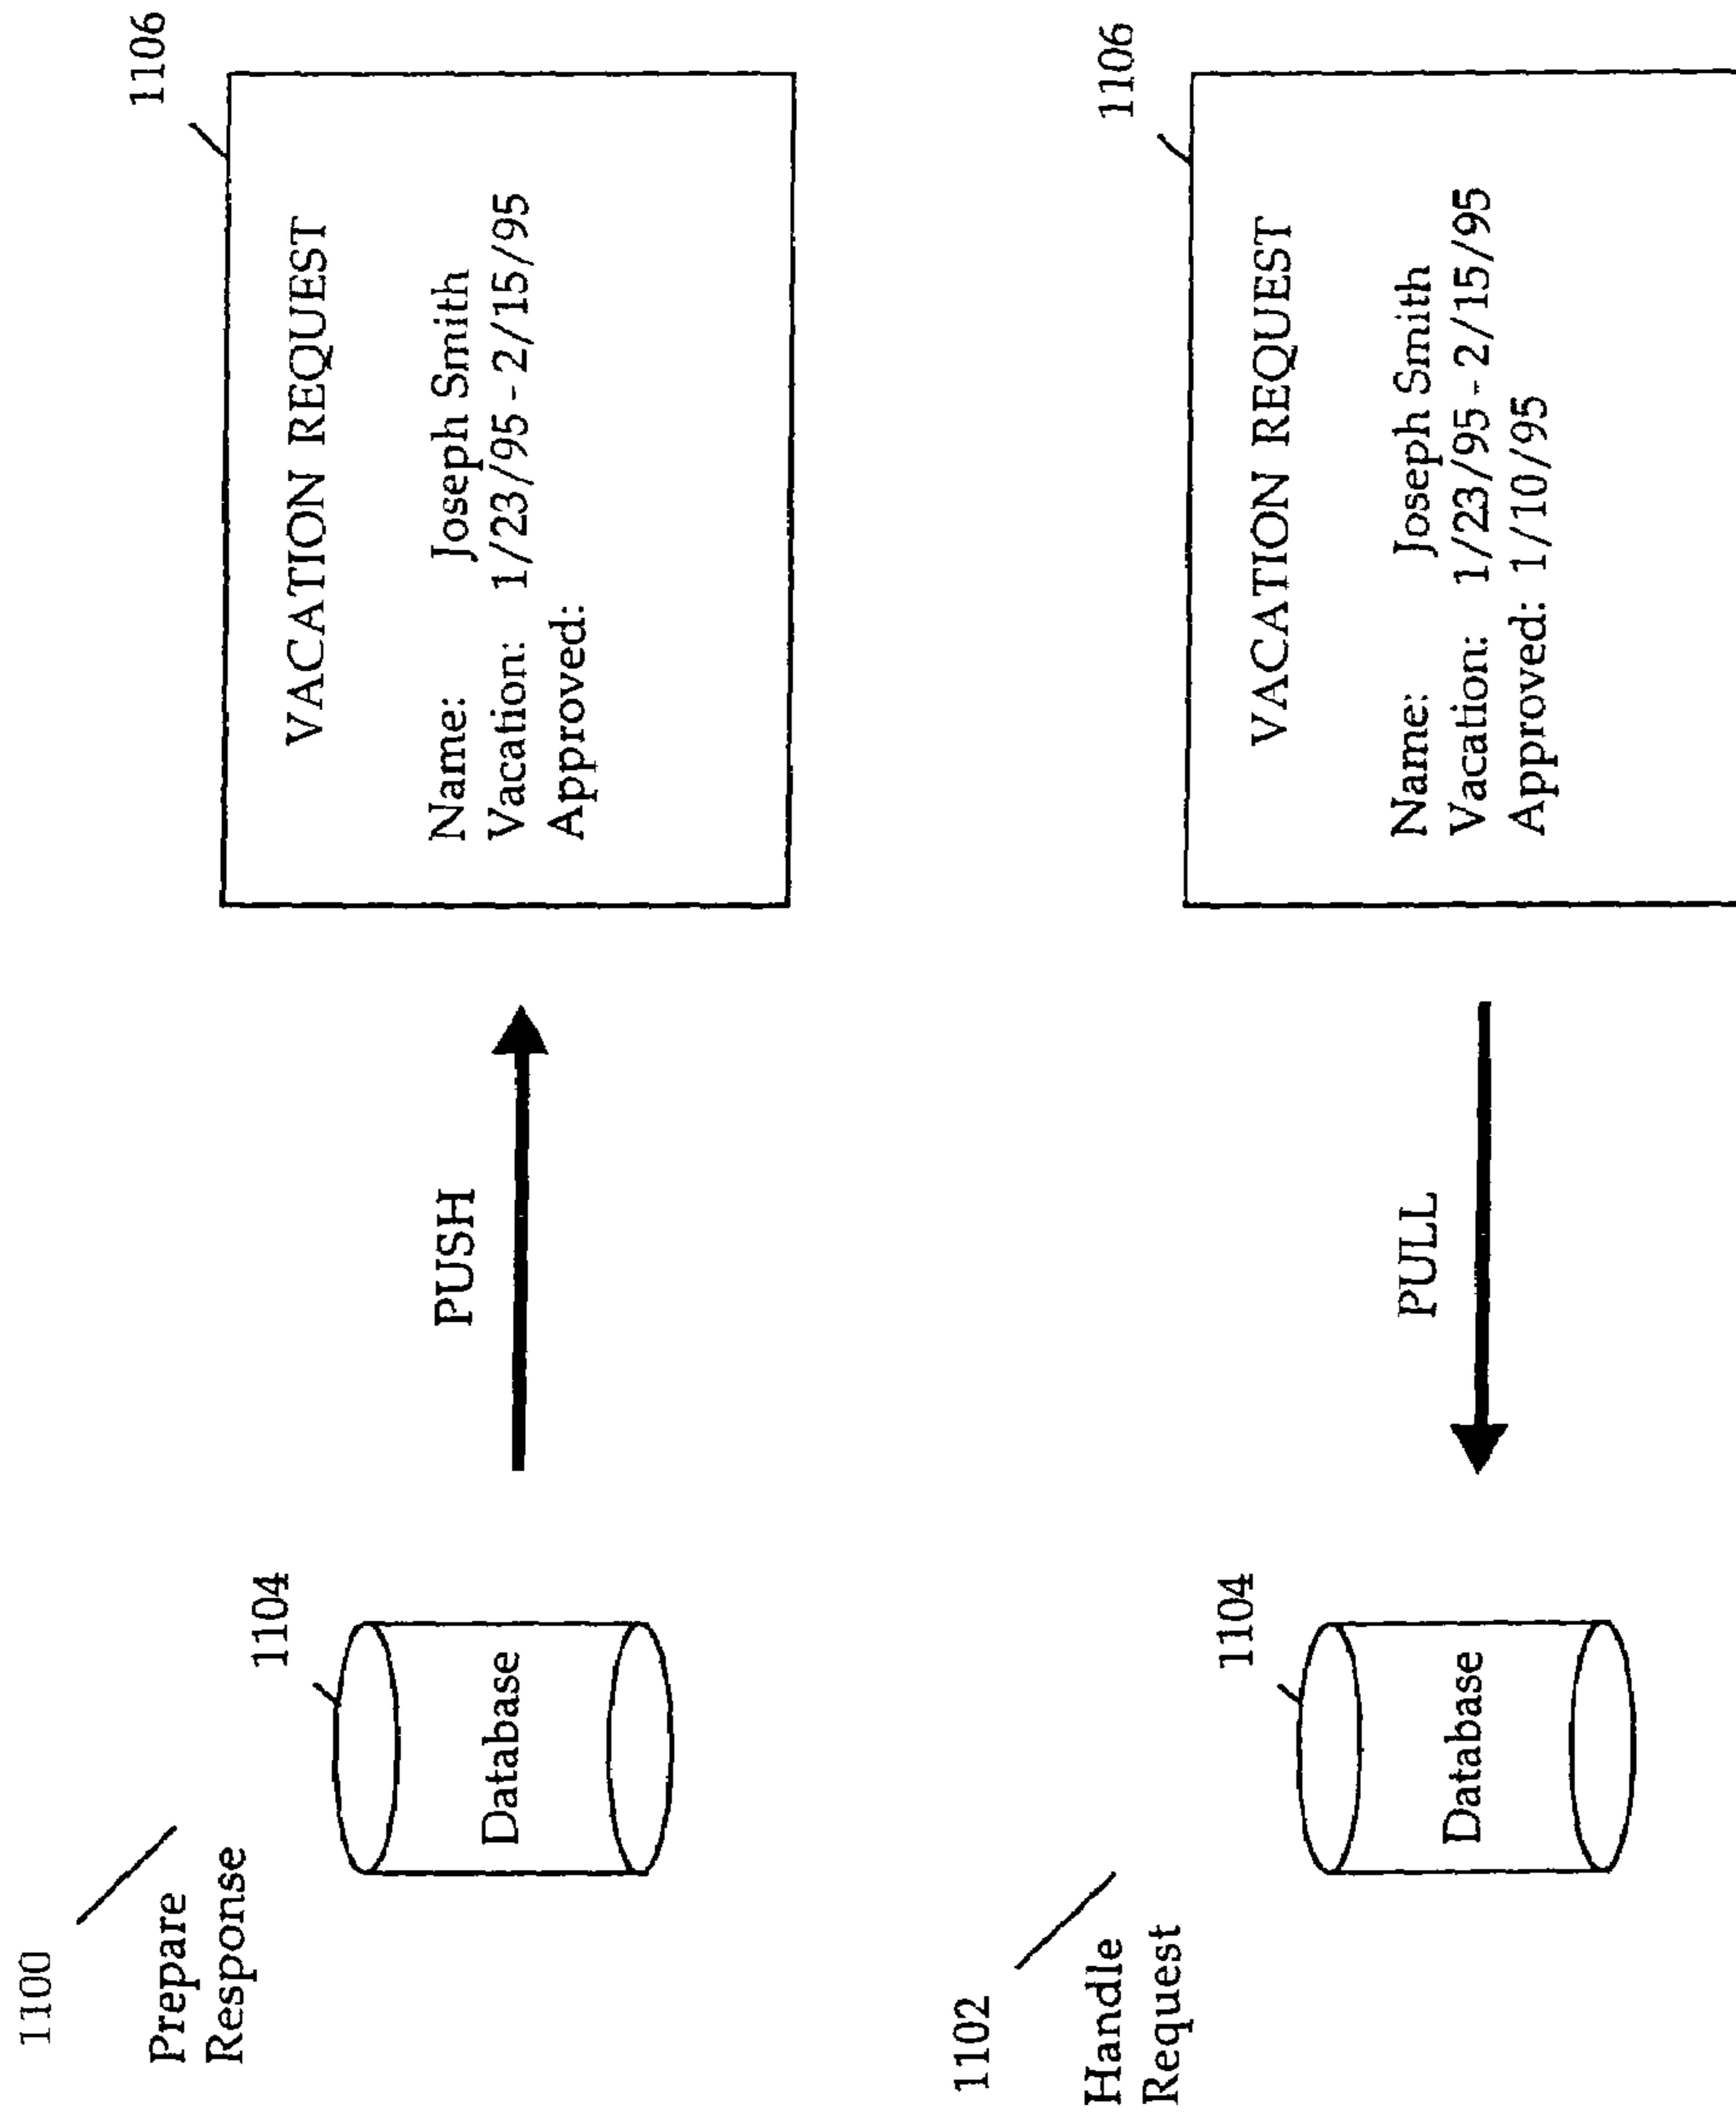 1100
Prepare
Response
1104
Database
PUSH
1106
VACATION REQUEST
Name: Joseph Smith
Vacation: 1/23/95 - 2/15/95
Approved:
1102
Handle
Request
1104
Database
PULL
1106
VACATION REQUEST
Name: Joseph Smith
Vacation: 1/23/95 - 2/15/95
Approved: 1/10/95